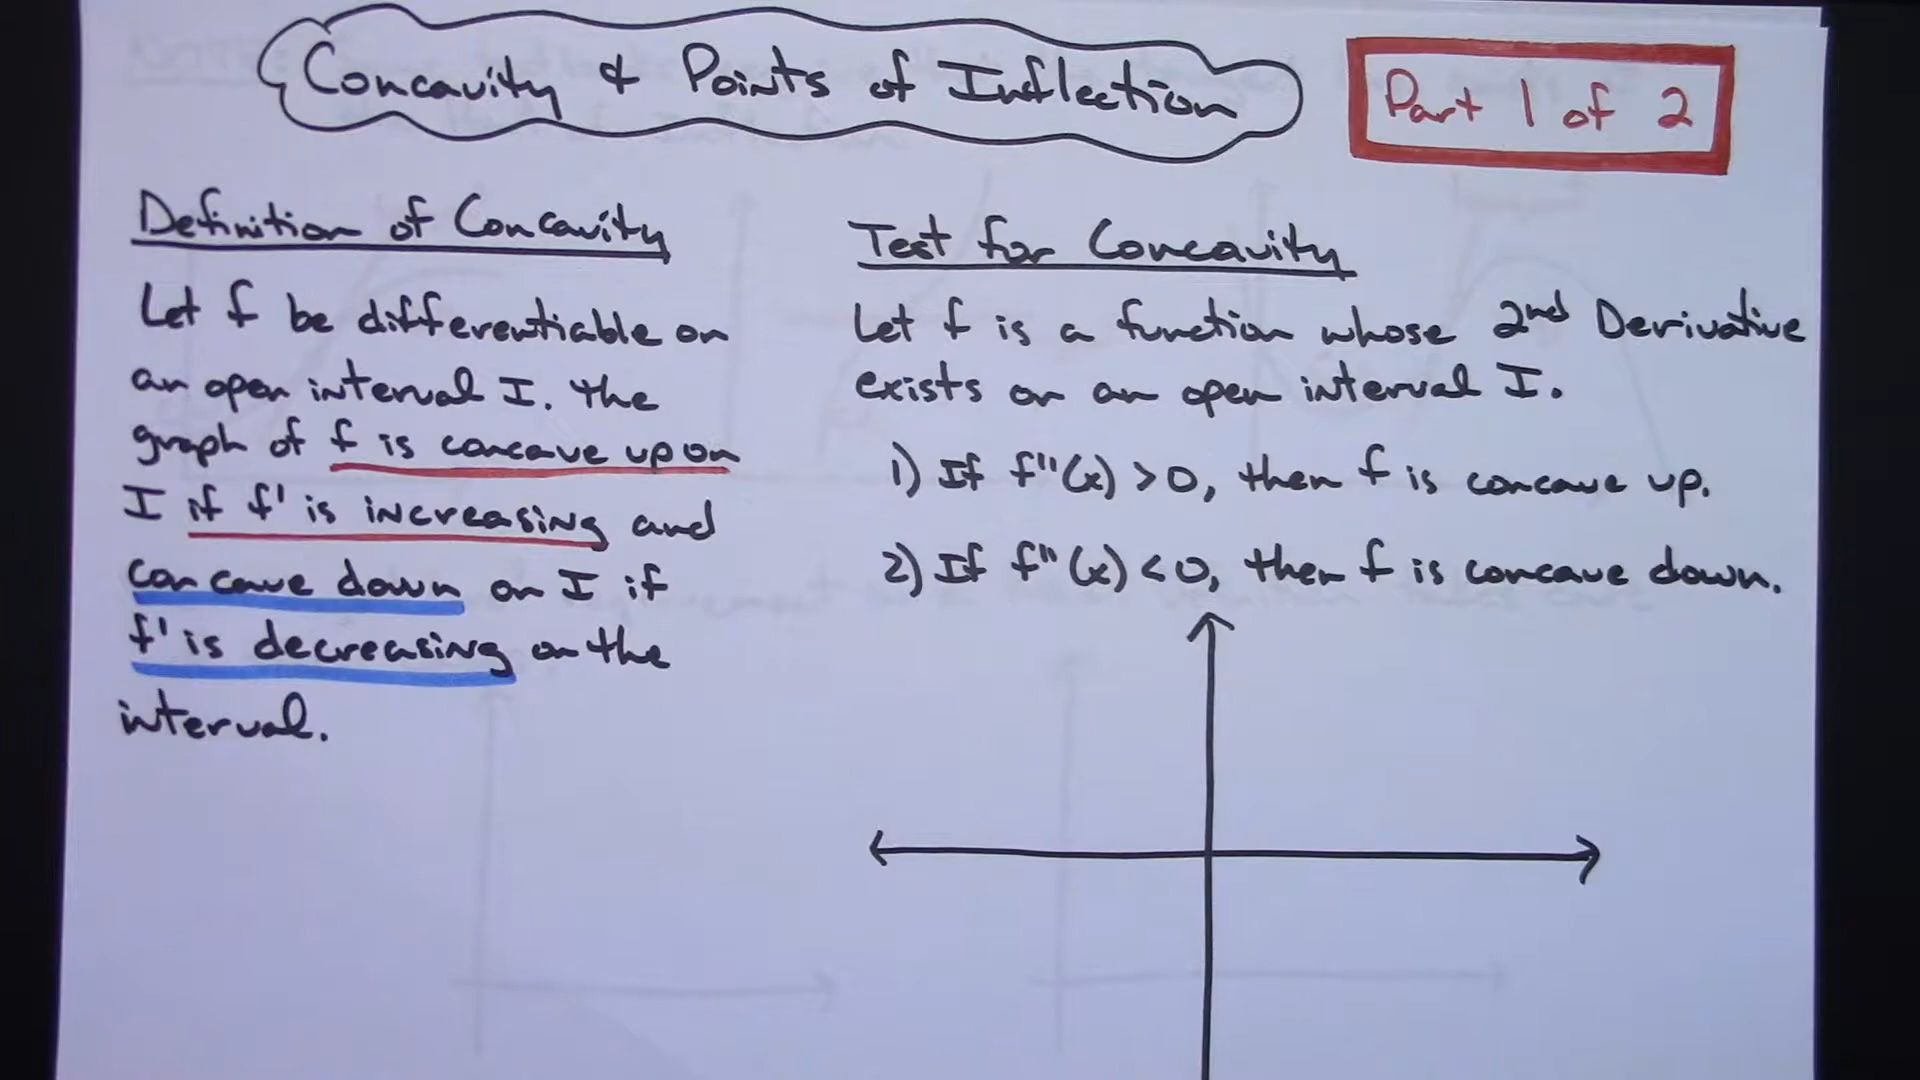 Concavity & Points of Inflection
Part 1 of 2
Definition of Concavity
Let f be differentiable on
an open interval I. The
graph of f is concave up on
I if f' is increasing and
concave down on I if
f' is decreasing on the
interval.
Test for Concavity
Let f is a function whose 2nd Derivative
exists on an open interval I.
1) If f"(x) > 0, then f is concave up.
2) If f"(x) < 0, then f is concave down.